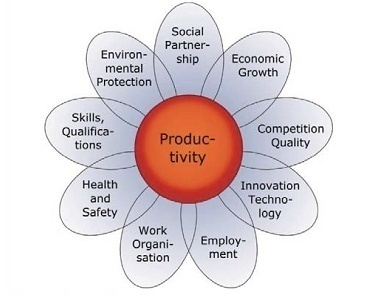 Social
Partner-
ship
Economic
Growth
Competition
Quality
Innovation
Techno-
logy
Employ-
ment
Work
Organi-
sation
Health
and
Safety
Skills,
Qualifica-
tions
Environ-
mental
Protection
Produc-
tivity